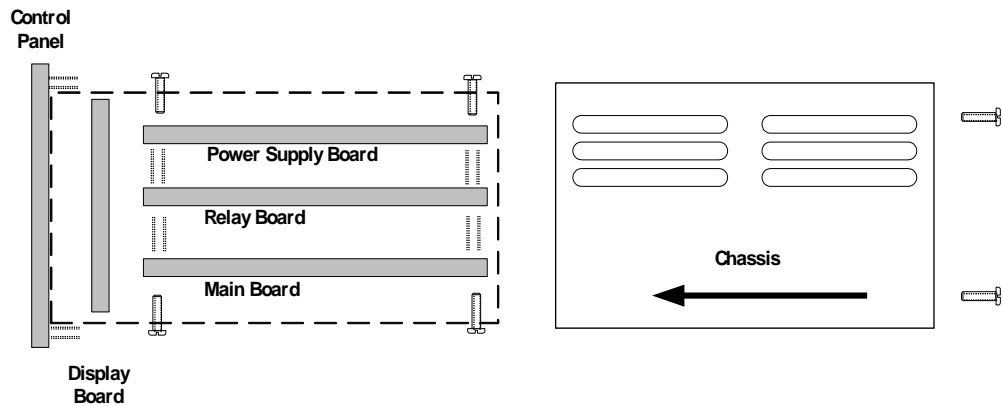 Control
Panel
Power Supply Board
Relay Board
Main Board
Chassis
Display
Board